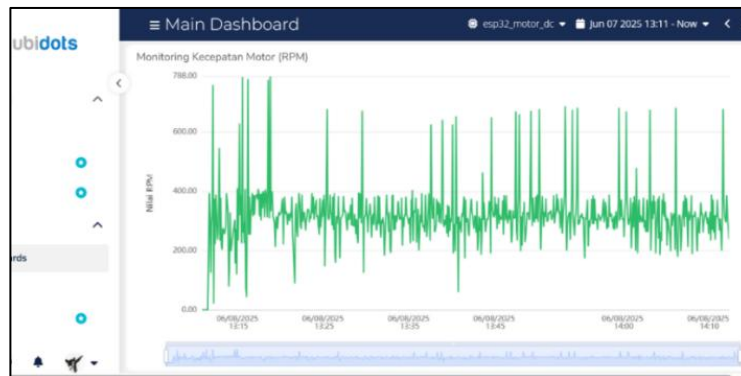 ubidots
≡ Main Dashboard
esp32_motor_dc
Jun 07 2025 13:11 - Now
Monitoring Kecepatan Motor (RPM)
798.00
600.00
400.00
200.00
0.00
Nilai RPM
06/08/2025
13:15
06/08/2025
13:25
06/08/2025
13:35
06/08/2025
13:45
06/08/2025
14:00
06/08/2025
14:10
rds